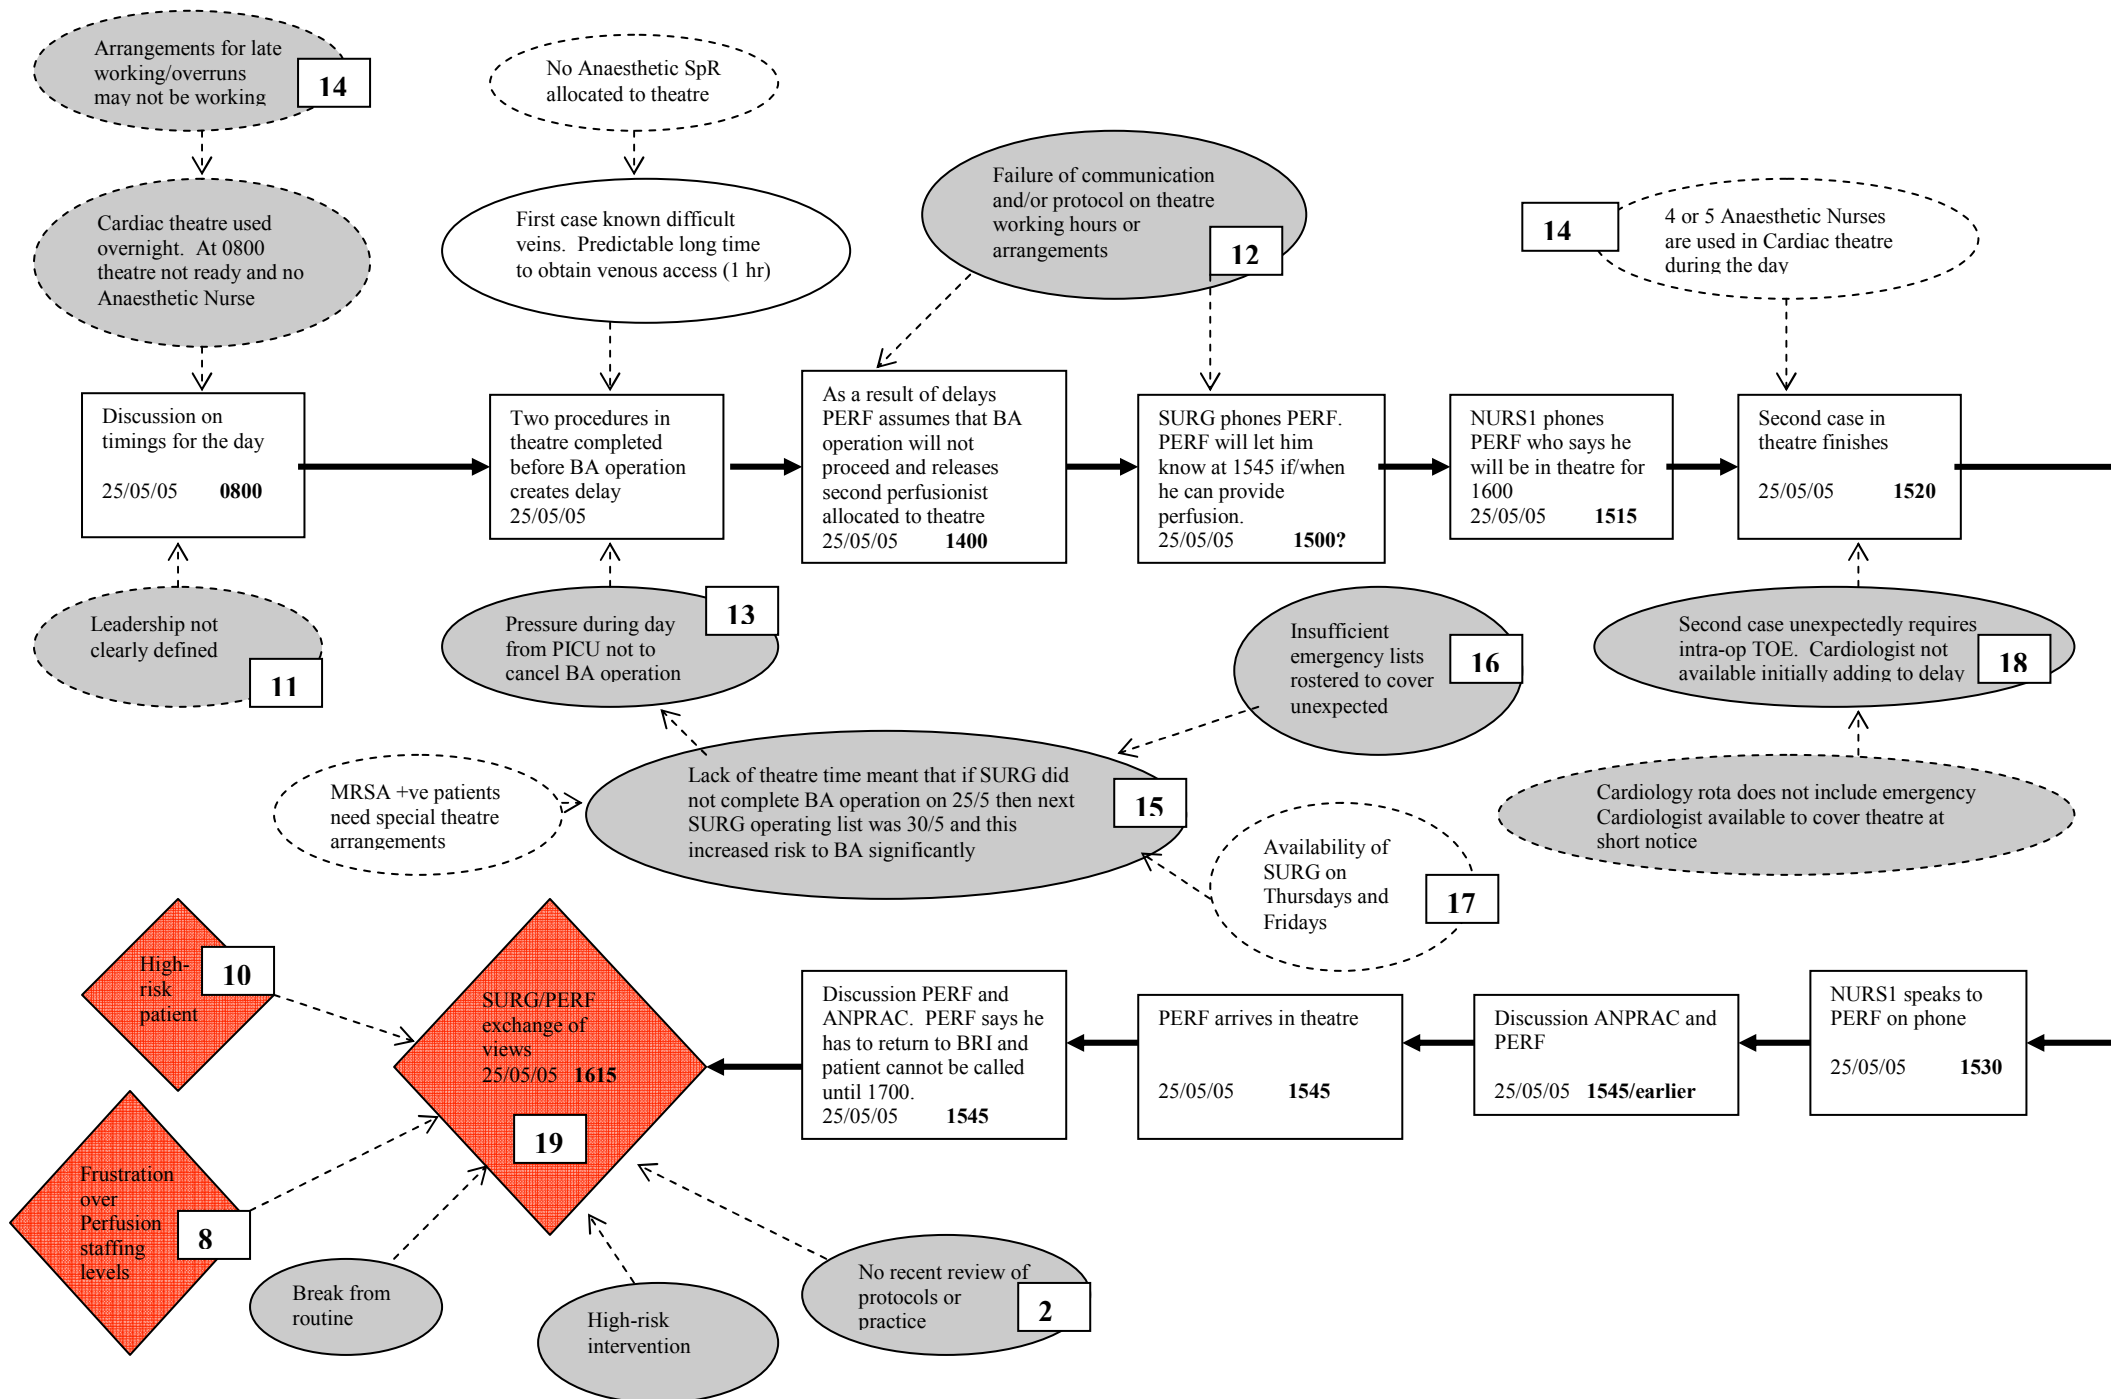 Arrangements for late
working/overruns
may not be working
14
No Anaesthetic SpR
allocated to theatre
Cardiac theatre used
overnight.  At 0800
theatre not ready and no
Anaesthetic Nurse
First case known difficult
veins.  Predictable long time
to obtain venous access (1 hr)
Failure of communication
and/or protocol on theatre
working hours or
arrangements
12
14
4 or 5 Anaesthetic Nurses
are used in Cardiac theatre
during the day
Discussion on
timings for the day
25/05/05 0800
Two procedures in
theatre completed
before BA operation
creates delay
25/05/05
As a result of delays
PERF assumes that BA
operation will not
proceed and releases
second perfusionist
allocated to theatre
25/05/05 1400
SURG phones PERF.
PERF will let him
know at 1545 if/when
he can provide
perfusion.
25/05/05 1500?
NURS1 phones
PERF who says he
will be in theatre for
1600
25/05/05 1515
Second case in
theatre finishes
25/05/05 1520
Leadership not
clearly defined
11
Pressure during day
from PICU not to
cancel BA operation
13
Insufficient
emergency lists
rostered to cover
unexpected
16
Second case unexpectedly requires
intra-op TOE.  Cardiologist not
available initially adding to delay
18
MRSA +ve patients
need special theatre
arrangements
Lack of theatre time meant that if SURG did
not complete BA operation on 25/5 then next
SURG operating list was 30/5 and this
increased risk to BA significantly
15
Availability of
SURG on
Thursdays and
Fridays
17
Cardiology rota does not include emergency
Cardiologist available to cover theatre at
short notice
High-
risk
patient
10
SURG/PERF
exchange of
views
25/05/05 1615
19
Discussion PERF and
ANPRAC.  PERF says he
has to return to BRI and
patient cannot be called
until 1700.
25/05/05 1545
PERF arrives in theatre
25/05/05 1545
Discussion ANPRAC and
PERF
25/05/05 1545/earlier
NURS1 speaks to
PERF on phone
25/05/05 1530
Frustration
over
Perfusion
staffing
levels
8
Break from
routine
High-risk
intervention
No recent review of
protocols or
practice
2